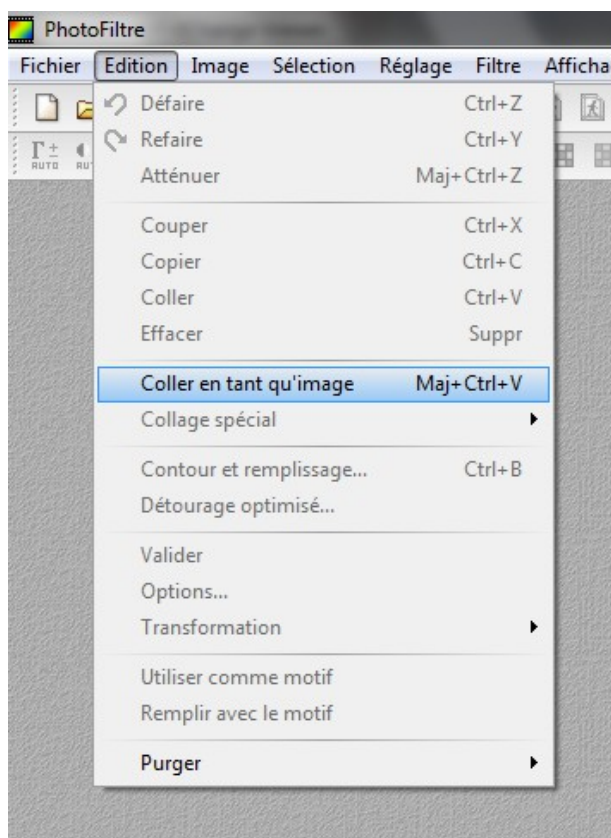 PhotoFiltre
Fichier Edition Image Sélection Réglage Filtre Afficha
Défaire Ctrl+Z
Refaire Ctrl+Y
Atténuer Maj+Ctrl+Z
Couper Ctrl+X
Copier Ctrl+C
Coller Ctrl+V
Effacer Suppr
Coller en tant qu'image Maj+Ctrl+V
Collage spécial
Contour et remplissage... Ctrl+B
Détourage optimisé...
Valider
Options...
Transformation
Utiliser comme motif
Remplir avec le motif
Purger